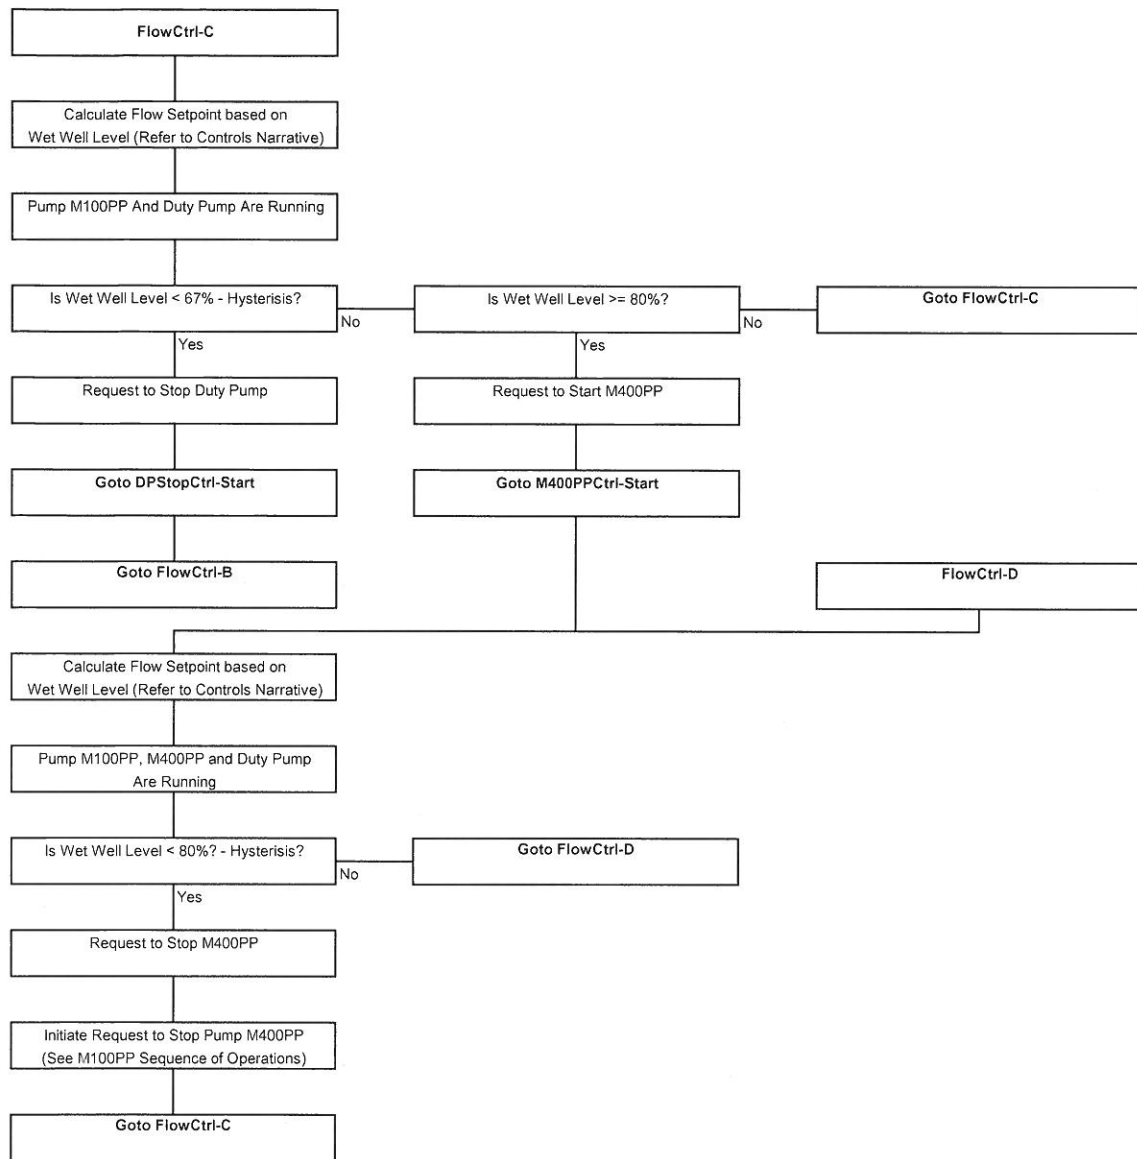 FlowCtrl-C
Calculate Flow Setpoint based on
Wet Well Level (Refer to Controls Narrative)
Pump M100PP And Duty Pump Are Running
Is Wet Well Level < 67% - Hysterisis?
No
Is Wet Well Level >= 80%?
No
Goto FlowCtrl-C
Yes
Yes
Request to Stop Duty Pump
Request to Start M400PP
Goto DPStopCtrl-Start
Goto M400PPCtrl-Start
Goto FlowCtrl-B
FlowCtrl-D
Calculate Flow Setpoint based on
Wet Well Level (Refer to Controls Narrative)
Pump M100PP, M400PP and Duty Pump
Are Running
Is Wet Well Level < 80%? - Hysterisis?
No
Goto FlowCtrl-D
Yes
Request to Stop M400PP
Initiate Request to Stop Pump M400PP
(See M100PP Sequence of Operations)
Goto FlowCtrl-C